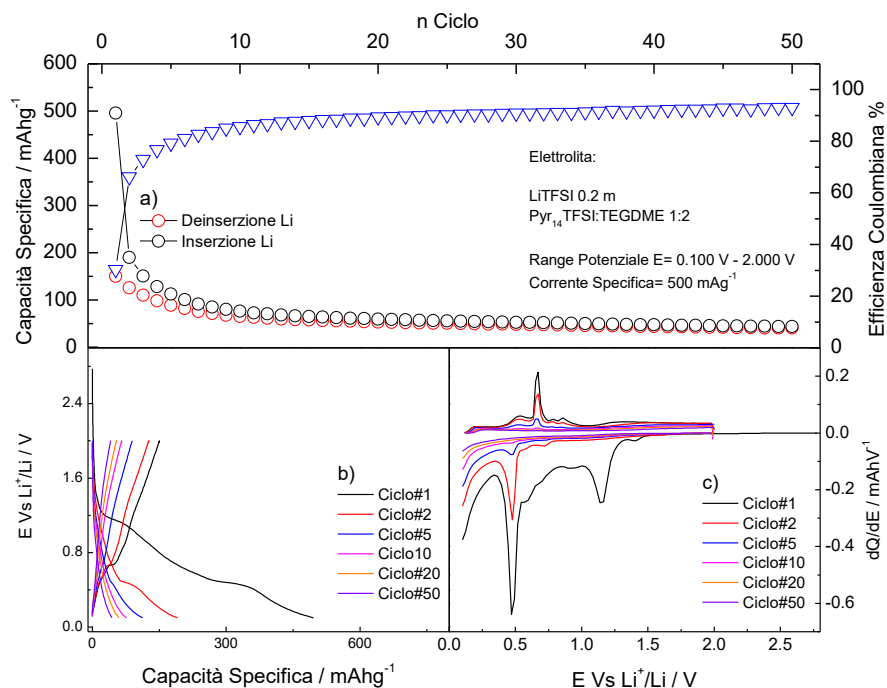 n Ciclo
0 10 20 30 40 50
600
500
400
300
200
100
0
Capacità Specifica / mAhg⁻¹
100
80
60
40
20
0
Efficienza Coulombiana %
a)
Deinserzione Li
Inserzione Li
Elettrolita:
LiTFSI 0.2 m
Pyr₁₄TFSI:TEGDME 1:2
Range Potenziale E= 0.100 V - 2.000 V
Corrente Specifica= 500 mAg⁻¹
2.4
1.6
0.8
0.0
E Vs Li⁺/Li / V
b)
Ciclo#1
Ciclo#2
Ciclo#5
Ciclo10
Ciclo#20
Ciclo#50
0 300 600
Capacità Specifica / mAhg⁻¹
c)
Ciclo#1
Ciclo#2
Ciclo#5
Ciclo#10
Ciclo#20
Ciclo#50
0.2
0.0
-0.2
-0.4
-0.6
dQ/dE / mAhV⁻¹
0.0 0.5 1.0 1.5 2.0 2.5
E Vs Li⁺/Li / V